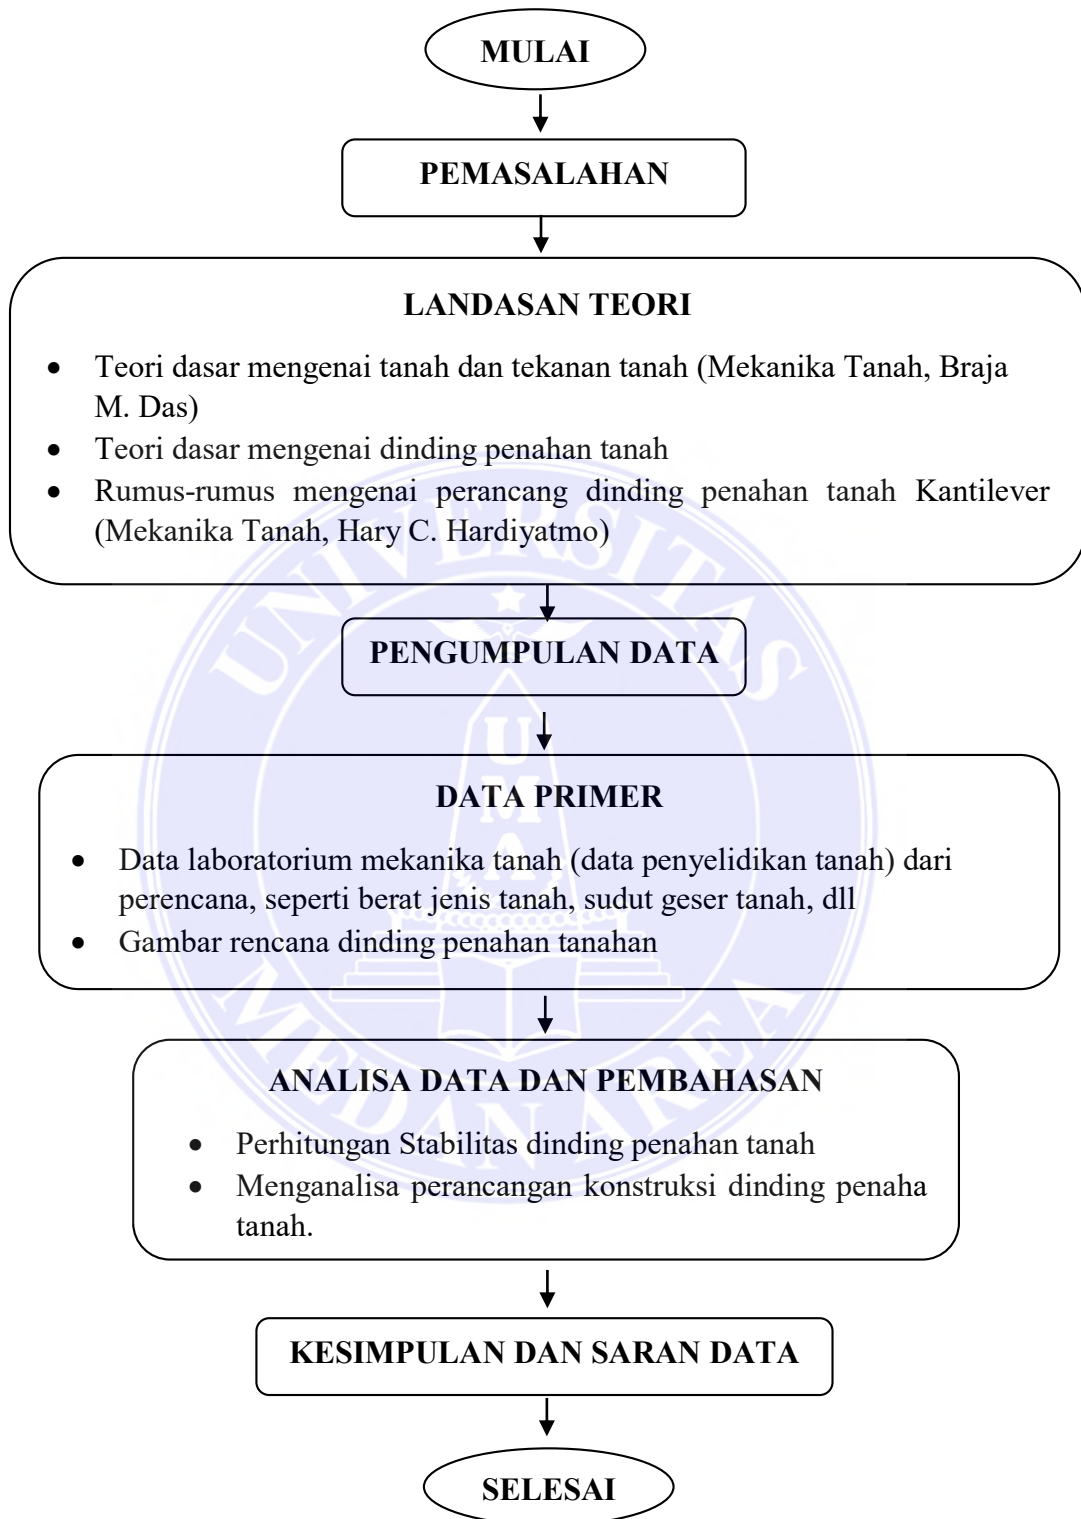 MULAI
PEMASALAHAN
LANDASAN TEORI
• Teori dasar mengenai tanah dan tekanan tanah (Mekanika Tanah, Braja
M. Das)
• Teori dasar mengenai dinding penahan tanah
• Rumus-rumus mengenai perancang dinding penahan tanah Kantilever
(Mekanika Tanah, Hary C. Hardiyatmo)
UNIVERSITAS
PENGUMPULAN DATA
UMA
DATA PRIMER
• Data laboratorium mekanika tanah (data penyelidikan tanah) dari
perencana, seperti berat jenis tanah, sudut geser tanah, dll
• Gambar rencana dinding penahan tanahan
MEDAN AREA
ANALISA DATA DAN PEMBAHASAN
• Perhitungan Stabilitas dinding penahan tanah
• Menganalisa perancangan konstruksi dinding penaha
tanah.
KESIMPULAN DAN SARAN DATA
SELESAI